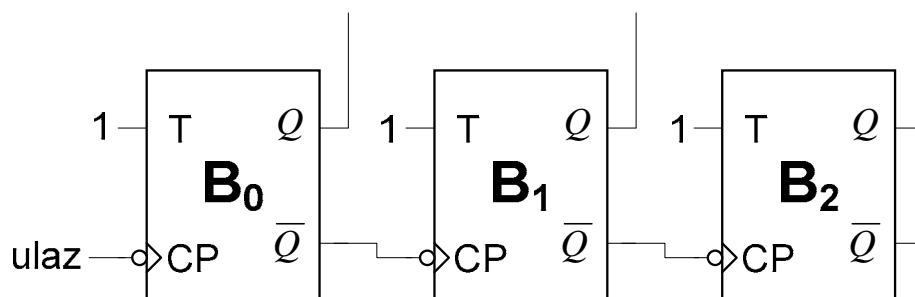 1 T Q 1 T Q 1 T Q
B₀ B₁ B₂
Q̅ Q̅ Q̅
ulaz CP CP CP